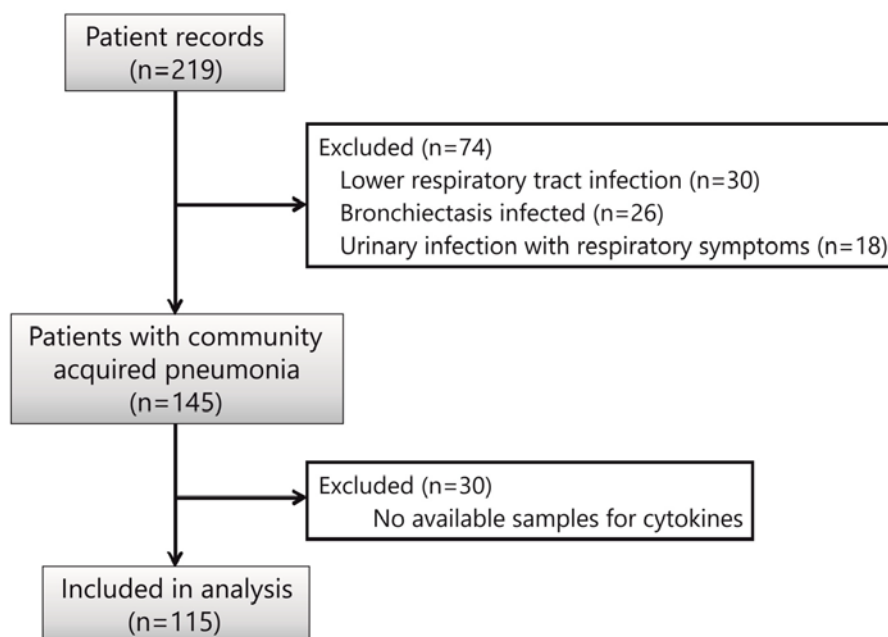 Patient records
(n=219)
Excluded (n=74)
Lower respiratory tract infection (n=30)
Bronchiectasis infected (n=26)
Urinary infection with respiratory symptoms (n=18)
Patients with community
acquired pneumonia
(n=145)
Excluded (n=30)
No available samples for cytokines
Included in analysis
(n=115)